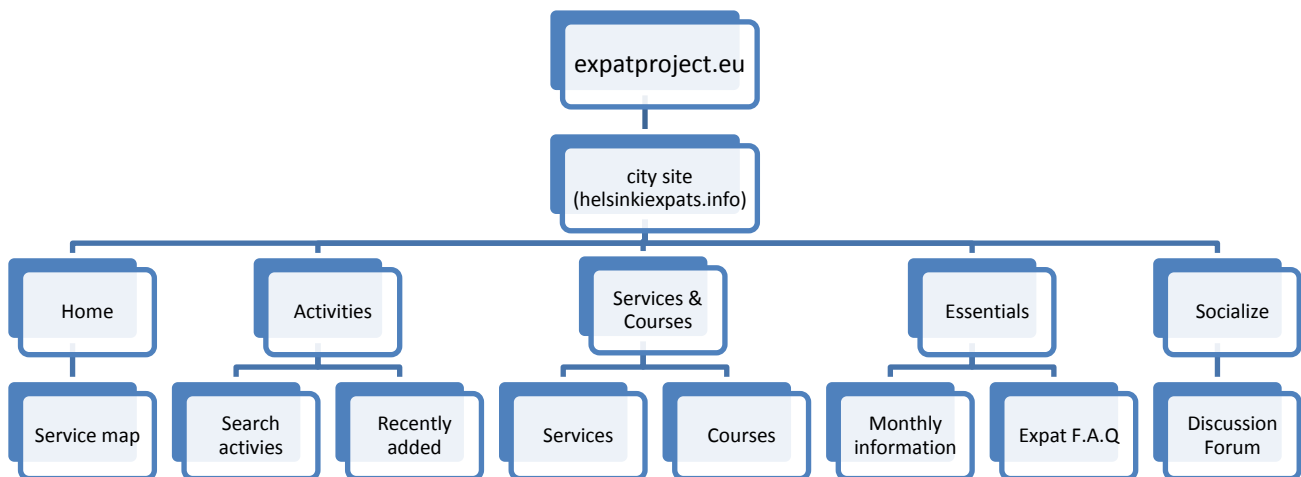 expatproject.eu
city site
(helsinkiexpats.info)
Home
Activities
Services &
Courses
Essentials
Socialize
Service map
Search
activies
Recently
added
Services
Courses
Monthly
information
Expat F.A.Q
Discussion
Forum